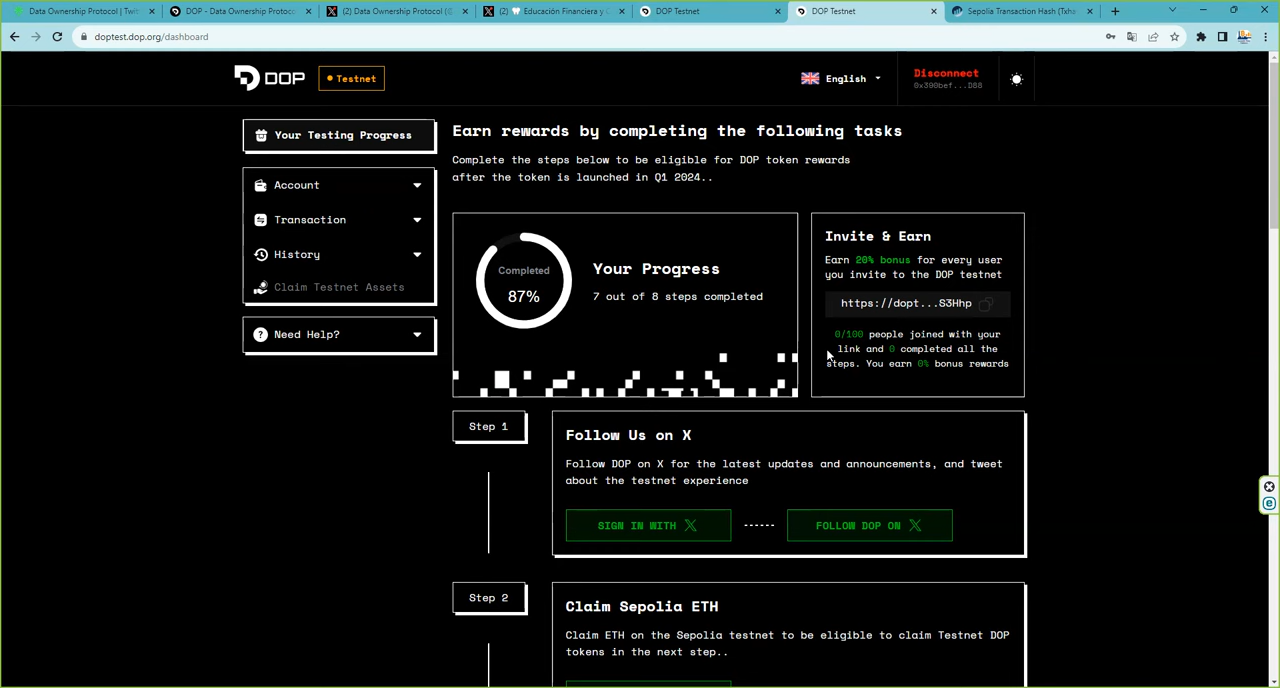 Data Ownership Protocol | Twit
DOP - Data Ownership Protoco
(2) Data Ownership Protocol (@
(2) Educación Financiera y
DOP Testnet
DOP Testnet
Sepolia Transaction Hash (Txha
doptest.dop.org/dashboard
DOP
Testnet
English
Disconnect
0x390bef...D88
Your Testing Progress
Account
Transaction
History
Claim Testnet Assets
Need Help?
Earn rewards by completing the following tasks
Complete the steps below to be eligible for DOP token rewards
after the token is launched in Q1 2024..
Completed
87%
Your Progress
7 out of 8 steps completed
Invite & Earn
Earn 20% bonus for every user
you invite to the DOP testnet
https://dopt...S3Hhp
0/100 people joined with your
link and 0 completed all the
steps. You earn 0% bonus rewards
Step 1
Follow Us on X
Follow DOP on X for the latest updates and announcements, and tweet
about the testnet experience
SIGN IN WITH X
FOLLOW DOP ON X
Step 2
Claim Sepolia ETH
Claim ETH on the Sepolia testnet to be eligible to claim Testnet DOP
tokens in the next step..